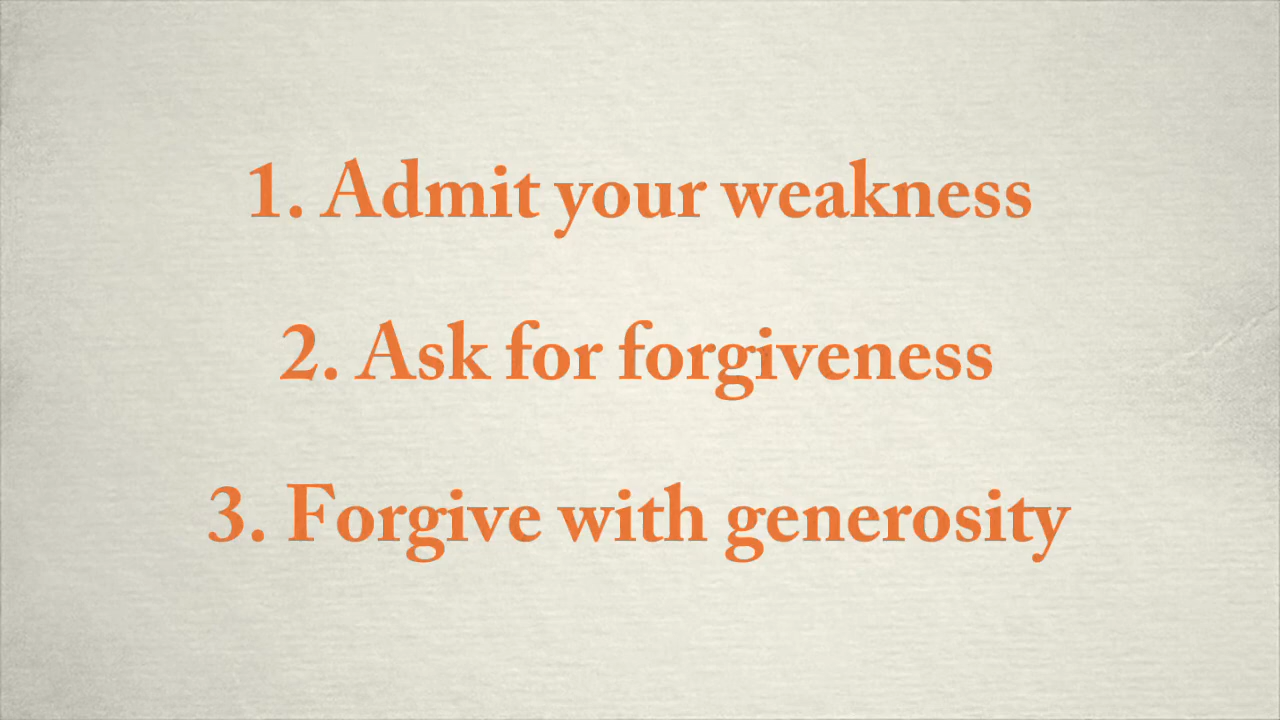 1. Admit your weakness
2. Ask for forgiveness
3. Forgive with generosity